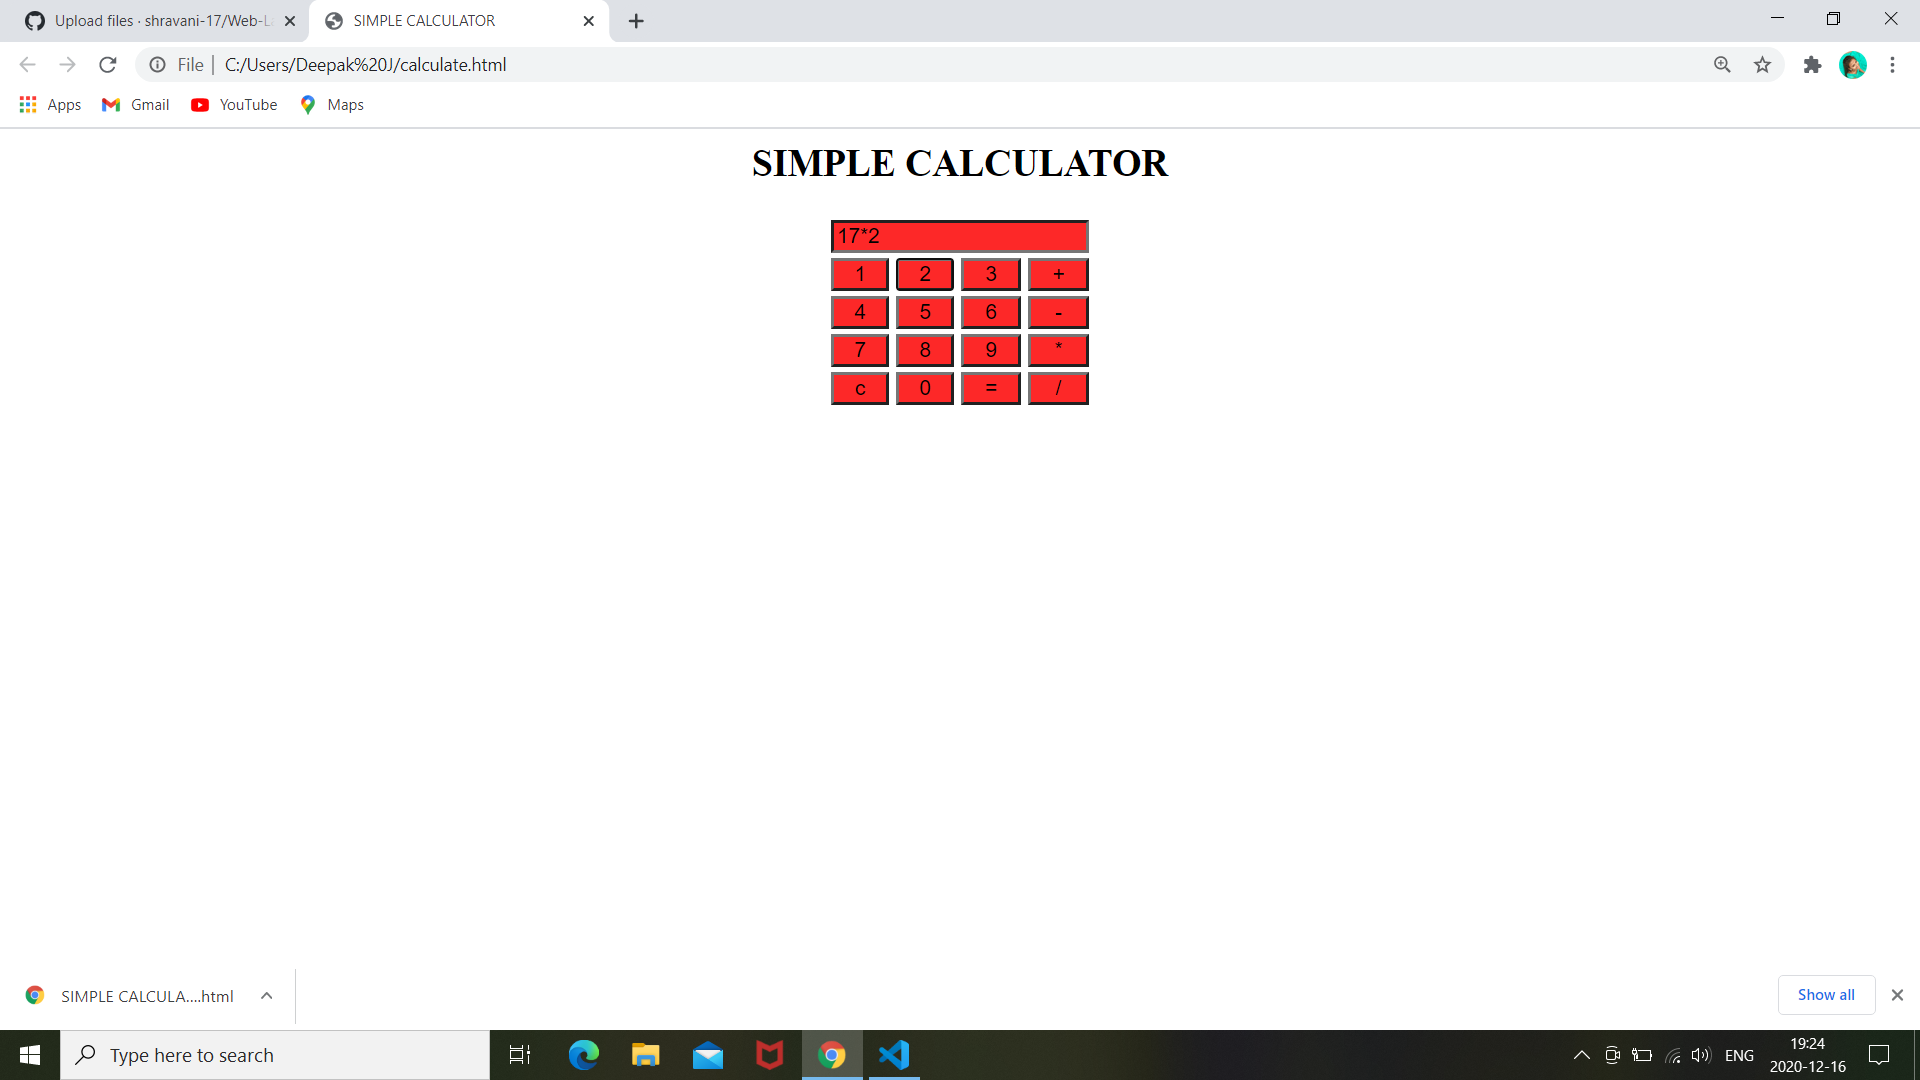 Upload files · shravani-17/Web-La
SIMPLE CALCULATOR
File
C:/Users/Deepak%20J/calculate.html
Apps
Gmail
YouTube
Maps
SIMPLE CALCULATOR
17*2
1 2 3 +
4 5 6 -
7 8 9 *
c 0 = /
SIMPLE CALCULA....html
Show all
Type here to search
ENG
19:24
2020-12-16